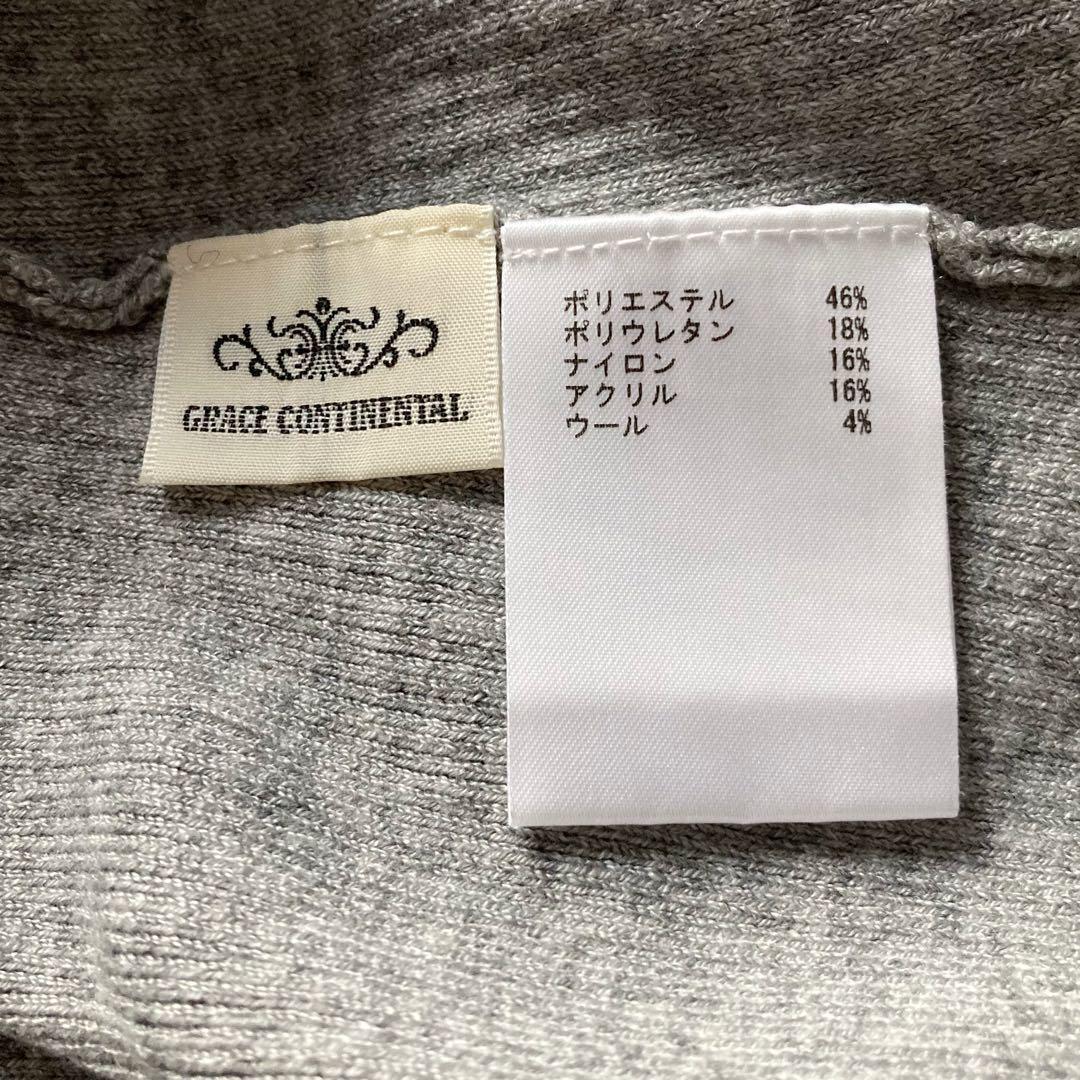 GRACE CONTINENTAL
ポリエステル 46%
ポリウレタン 18%
ナイロン 16%
アクリル 16%
ウール 4%